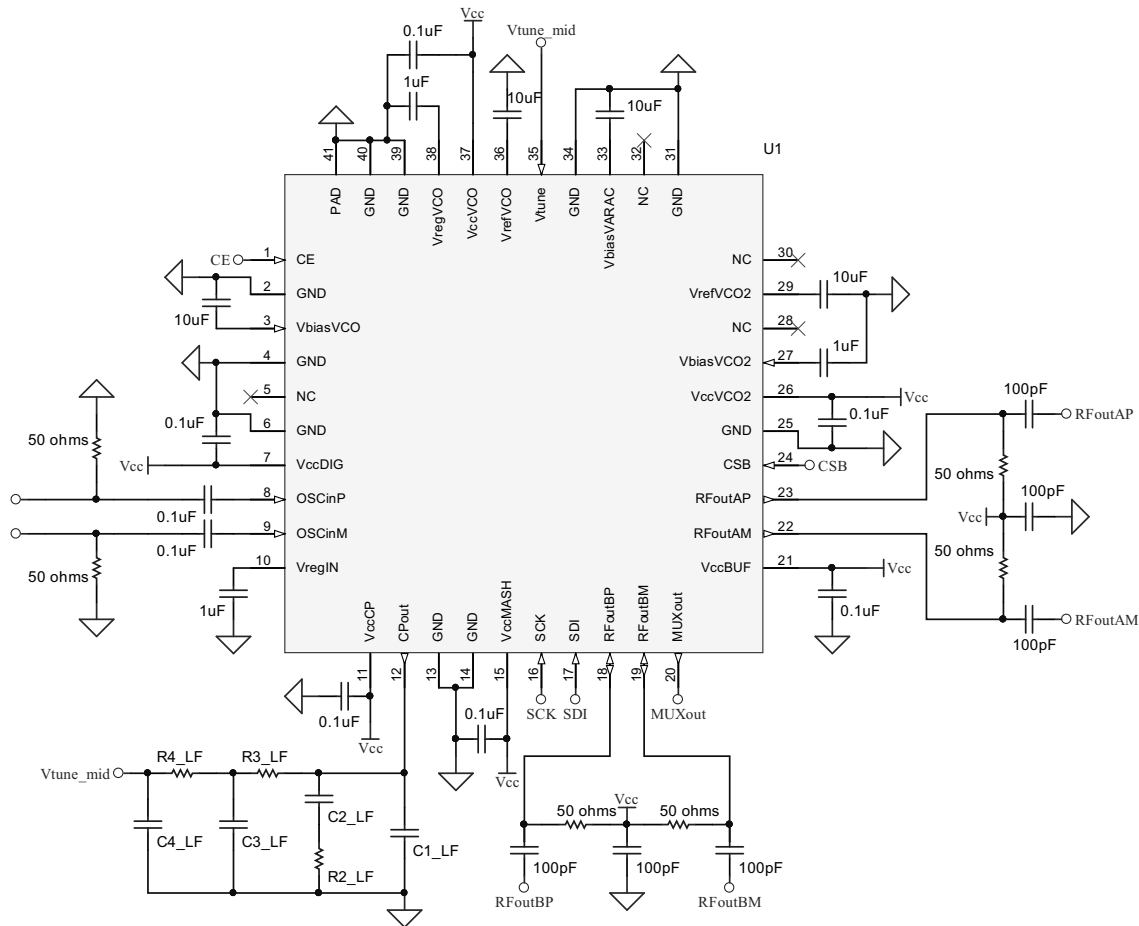 Vcc
Vtune_mid
0.1uF
1uF
10uF
10uF
U1
41
40
39
38
37
36
35
34
33
32
31
PAD
GND
GND
VregVCO
VccVCO
VrefVCO
Vtune
GND
VbiasVARAC
NC
GND
CE
1
CE
2
GND
10uF
3
VbiasVCO
4
GND
5
NC
0.1uF
6
GND
50 ohms
Vcc
7
VccDIG
8
OSCinP
0.1uF
9
OSCinM
0.1uF
50 ohms
10
VregIN
1uF
NC
30
VrefVCO2
29
10uF
NC
28
VbiasVCO2
27
1uF
VccVCO2
26
Vcc
0.1uF
GND
25
CSB
24
CSB
RFoutAP
23
RFoutAM
22
VccBUF
21
Vcc
0.1uF
100pF
RFoutAP
50 ohms
100pF
Vcc
50 ohms
RFoutAM
100pF
VccCP
CPout
GND
GND
VccMASH
SCK
SDI
RFoutBP
RFoutBM
MUXout
11
12
13
14
15
16
17
18
19
20
0.1uF
Vcc
0.1uF
Vcc
SCK
SDI
MUXout
Vtune_mid
R4_LF
R3_LF
C4_LF
C3_LF
C2_LF
R2_LF
C1_LF
50 ohms
Vcc
50 ohms
100pF
100pF
100pF
RFoutBP
RFoutBM